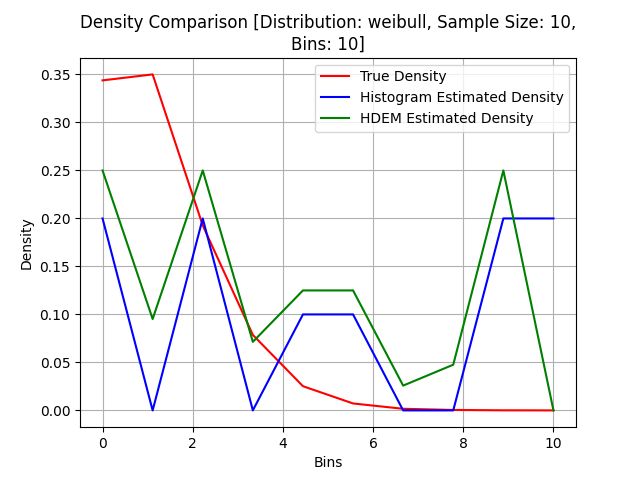 Density Comparison [Distribution: weibull, Sample Size: 10,
Bins: 10]
True Density
Histogram Estimated Density
HDEM Estimated Density
Density
0.35
0.30
0.25
0.20
0.15
0.10
0.05
0.00
0 2 4 6 8 10
Bins